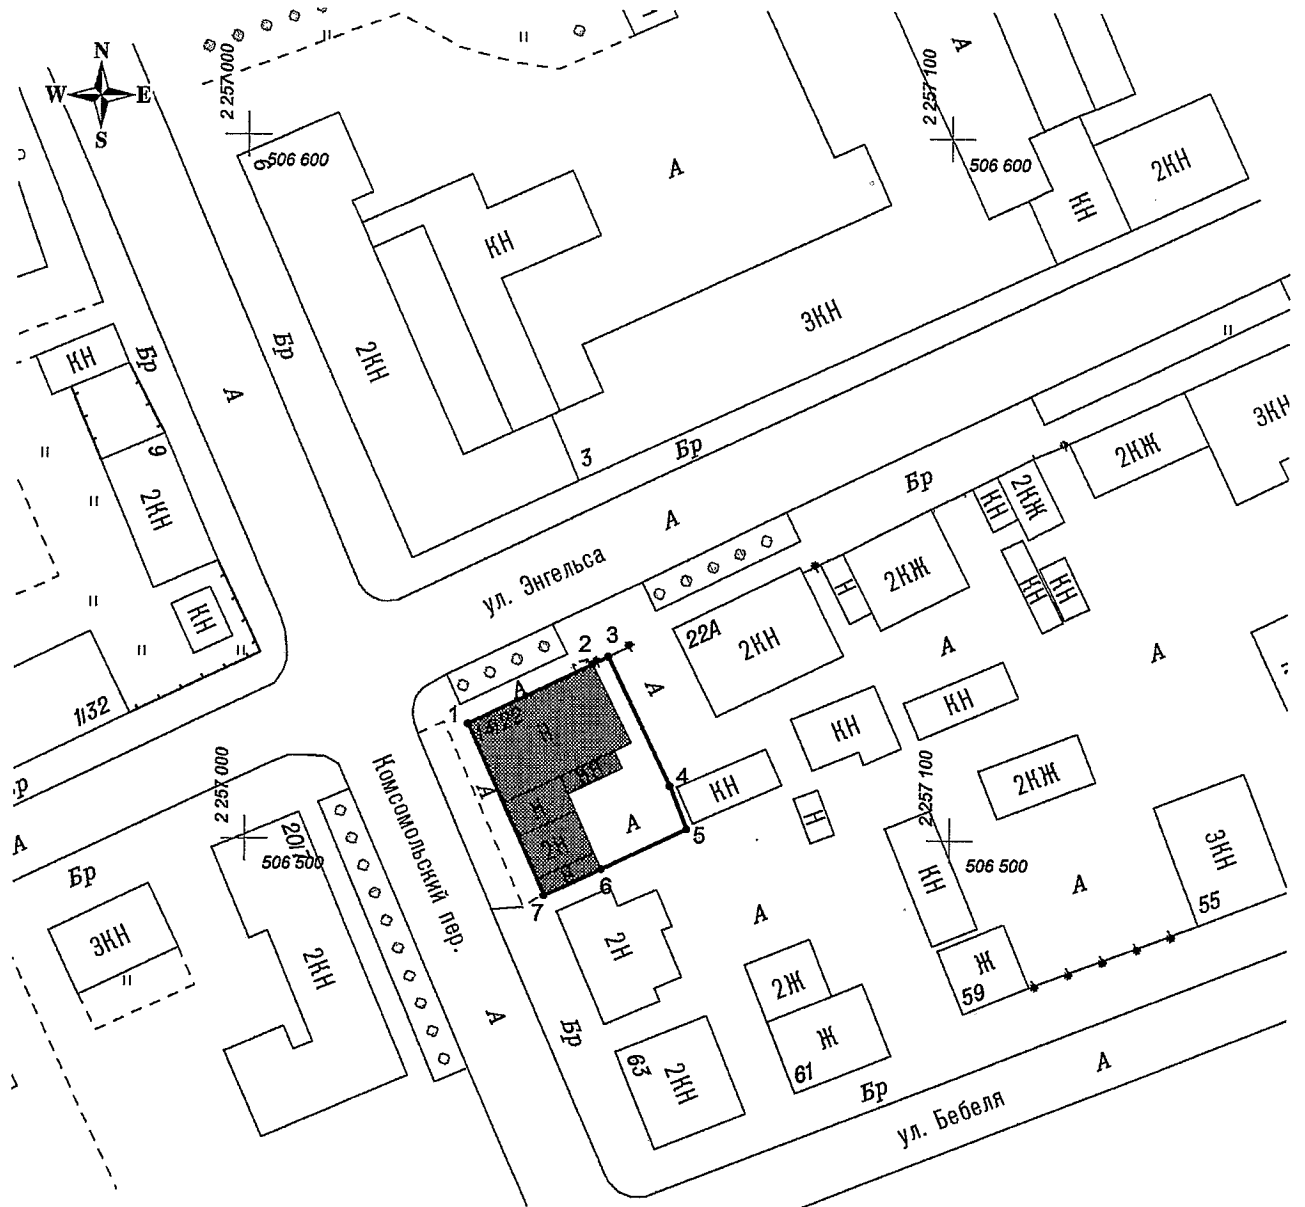 N
W E
S
2 257 000
506 600
6
А
А
2 257 100
506 600
КН
2КН
КН
3КН
2КН
Бр
Бр
А
КН
9
2КН
КН
1/32
3
Бр
А
ул. Энгельса
Бр
2КЖ
3КН
КН
2КЖ
КН
КН
Н
2КЖ
22А
2КН
А
А
КН
КН
2КЖ
Н
КН
1
2
3
4
5
6
7
А
А
А
А
Н
КН
Н
2Н
Комсомольский пер.
Бр
А
Бр
2 257 000
506 500
3КН
2КН
2 257 100
506 500
КН
3КН
55
А
А
Ж
59
2Н
2Ж
Ж
61
63
2КН
А
Бр
Бр
А
ул. Бебеля